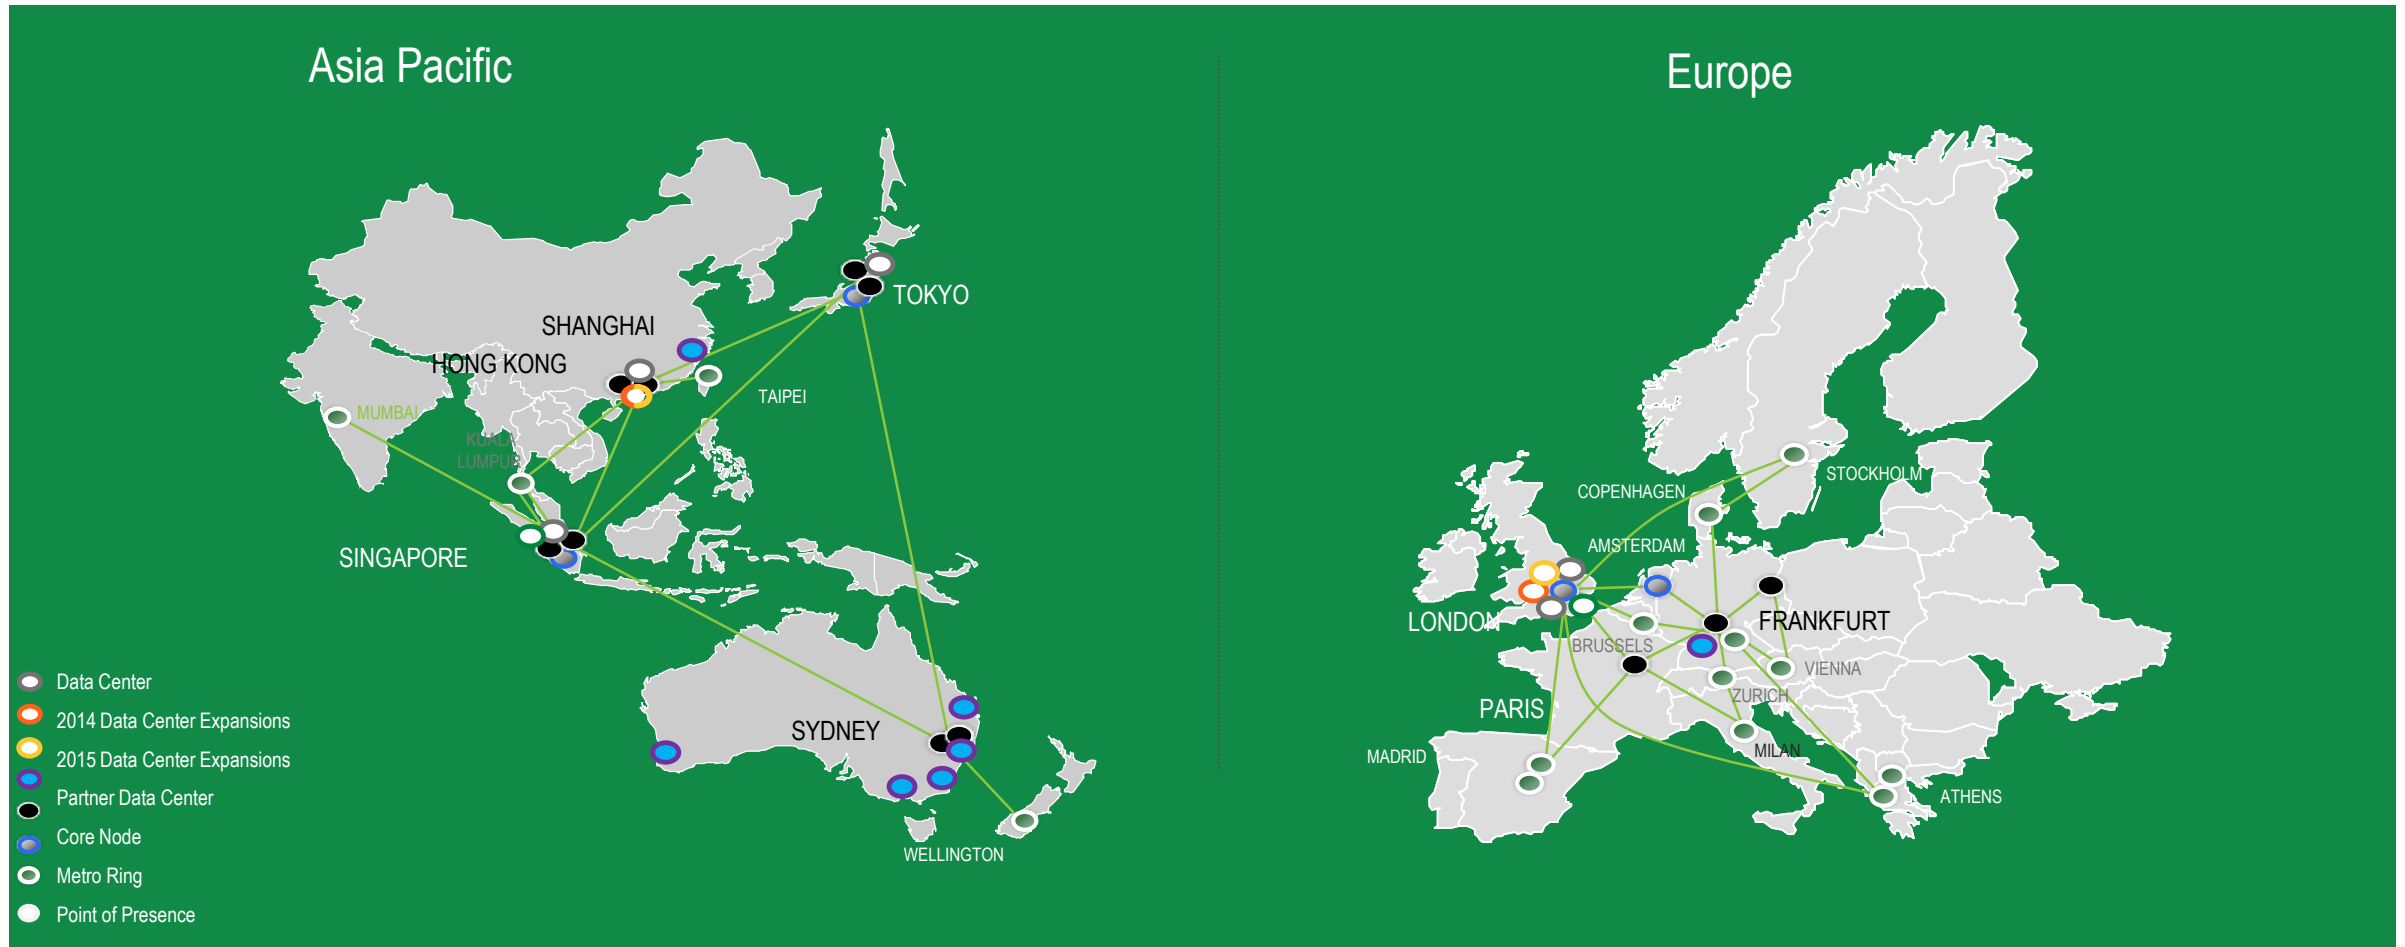 Asia Pacific
Europe
TOKYO
SHANGHAI
HONG KONG
TAIPEI
MUMBAI
KUALA
LUMPUR
SINGAPORE
SYDNEY
WELLINGTON
STOCKHOLM
COPENHAGEN
AMSTERDAM
LONDON
FRANKFURT
BRUSSELS
VIENNA
ZURICH
PARIS
MILAN
MADRID
ATHENS
Data Center
2014 Data Center Expansions
2015 Data Center Expansions
Partner Data Center
Core Node
Metro Ring
Point of Presence